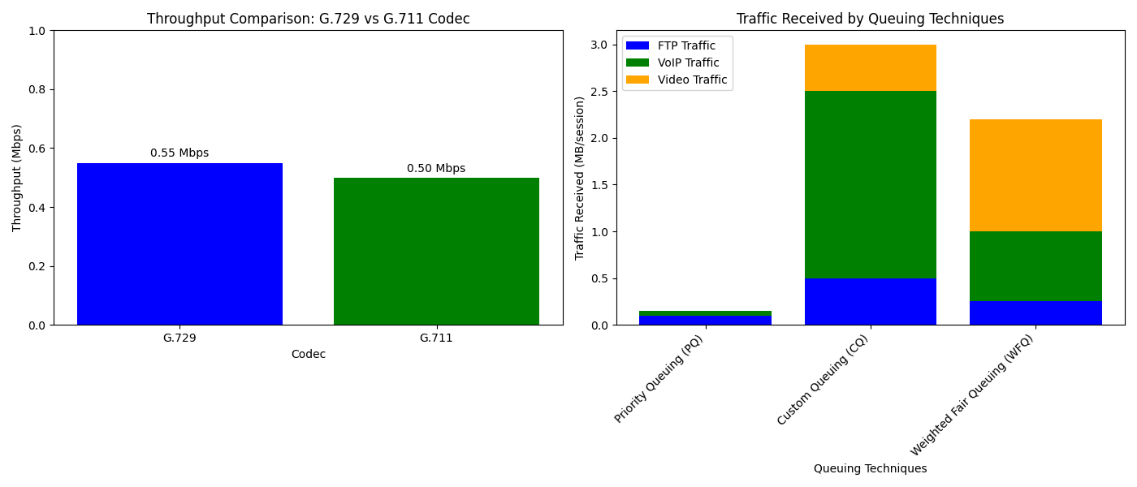 Throughput Comparison: G.729 vs G.711 Codec
Throughput (Mbps)
1.0
0.8
0.6
0.4
0.2
0.0
0.55 Mbps
0.50 Mbps
G.729
G.711
Codec
Traffic Received by Queuing Techniques
Traffic Received (MB/session)
3.0
2.5
2.0
1.5
1.0
0.5
0.0
FTP Traffic
VoIP Traffic
Video Traffic
Priority Queuing (PQ)
Custom Queuing (CQ)
Weighted Fair Queuing (WFQ)
Queuing Techniques